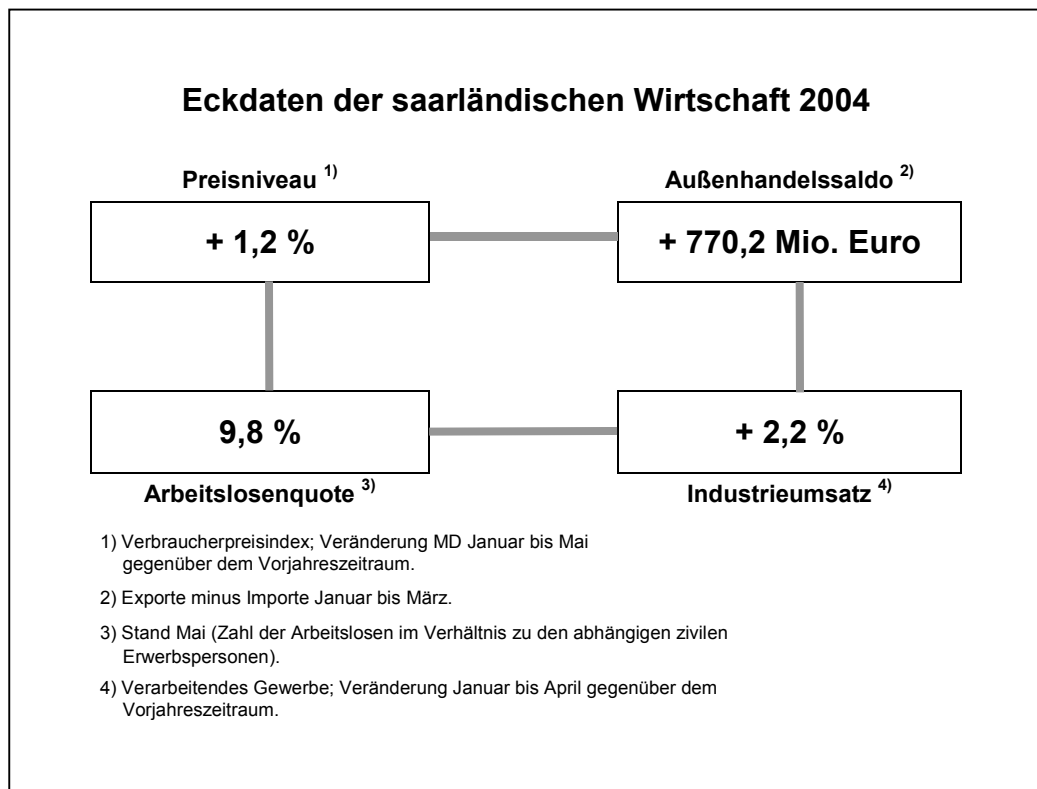 Eckdaten der saarländischen Wirtschaft 2004
Preisniveau 1)
Außenhandelssaldo 2)
+ 1,2 %
+ 770,2 Mio. Euro
9,8 %
+ 2,2 %
Arbeitslosenquote 3)
Industrieumsatz 4)
1) Verbraucherpreisindex; Veränderung MD Januar bis Mai
gegenüber dem Vorjahreszeitraum.
2) Exporte minus Importe Januar bis März.
3) Stand Mai (Zahl der Arbeitslosen im Verhältnis zu den abhängigen zivilen
Erwerbspersonen).
4) Verarbeitendes Gewerbe; Veränderung Januar bis April gegenüber dem
Vorjahreszeitraum.